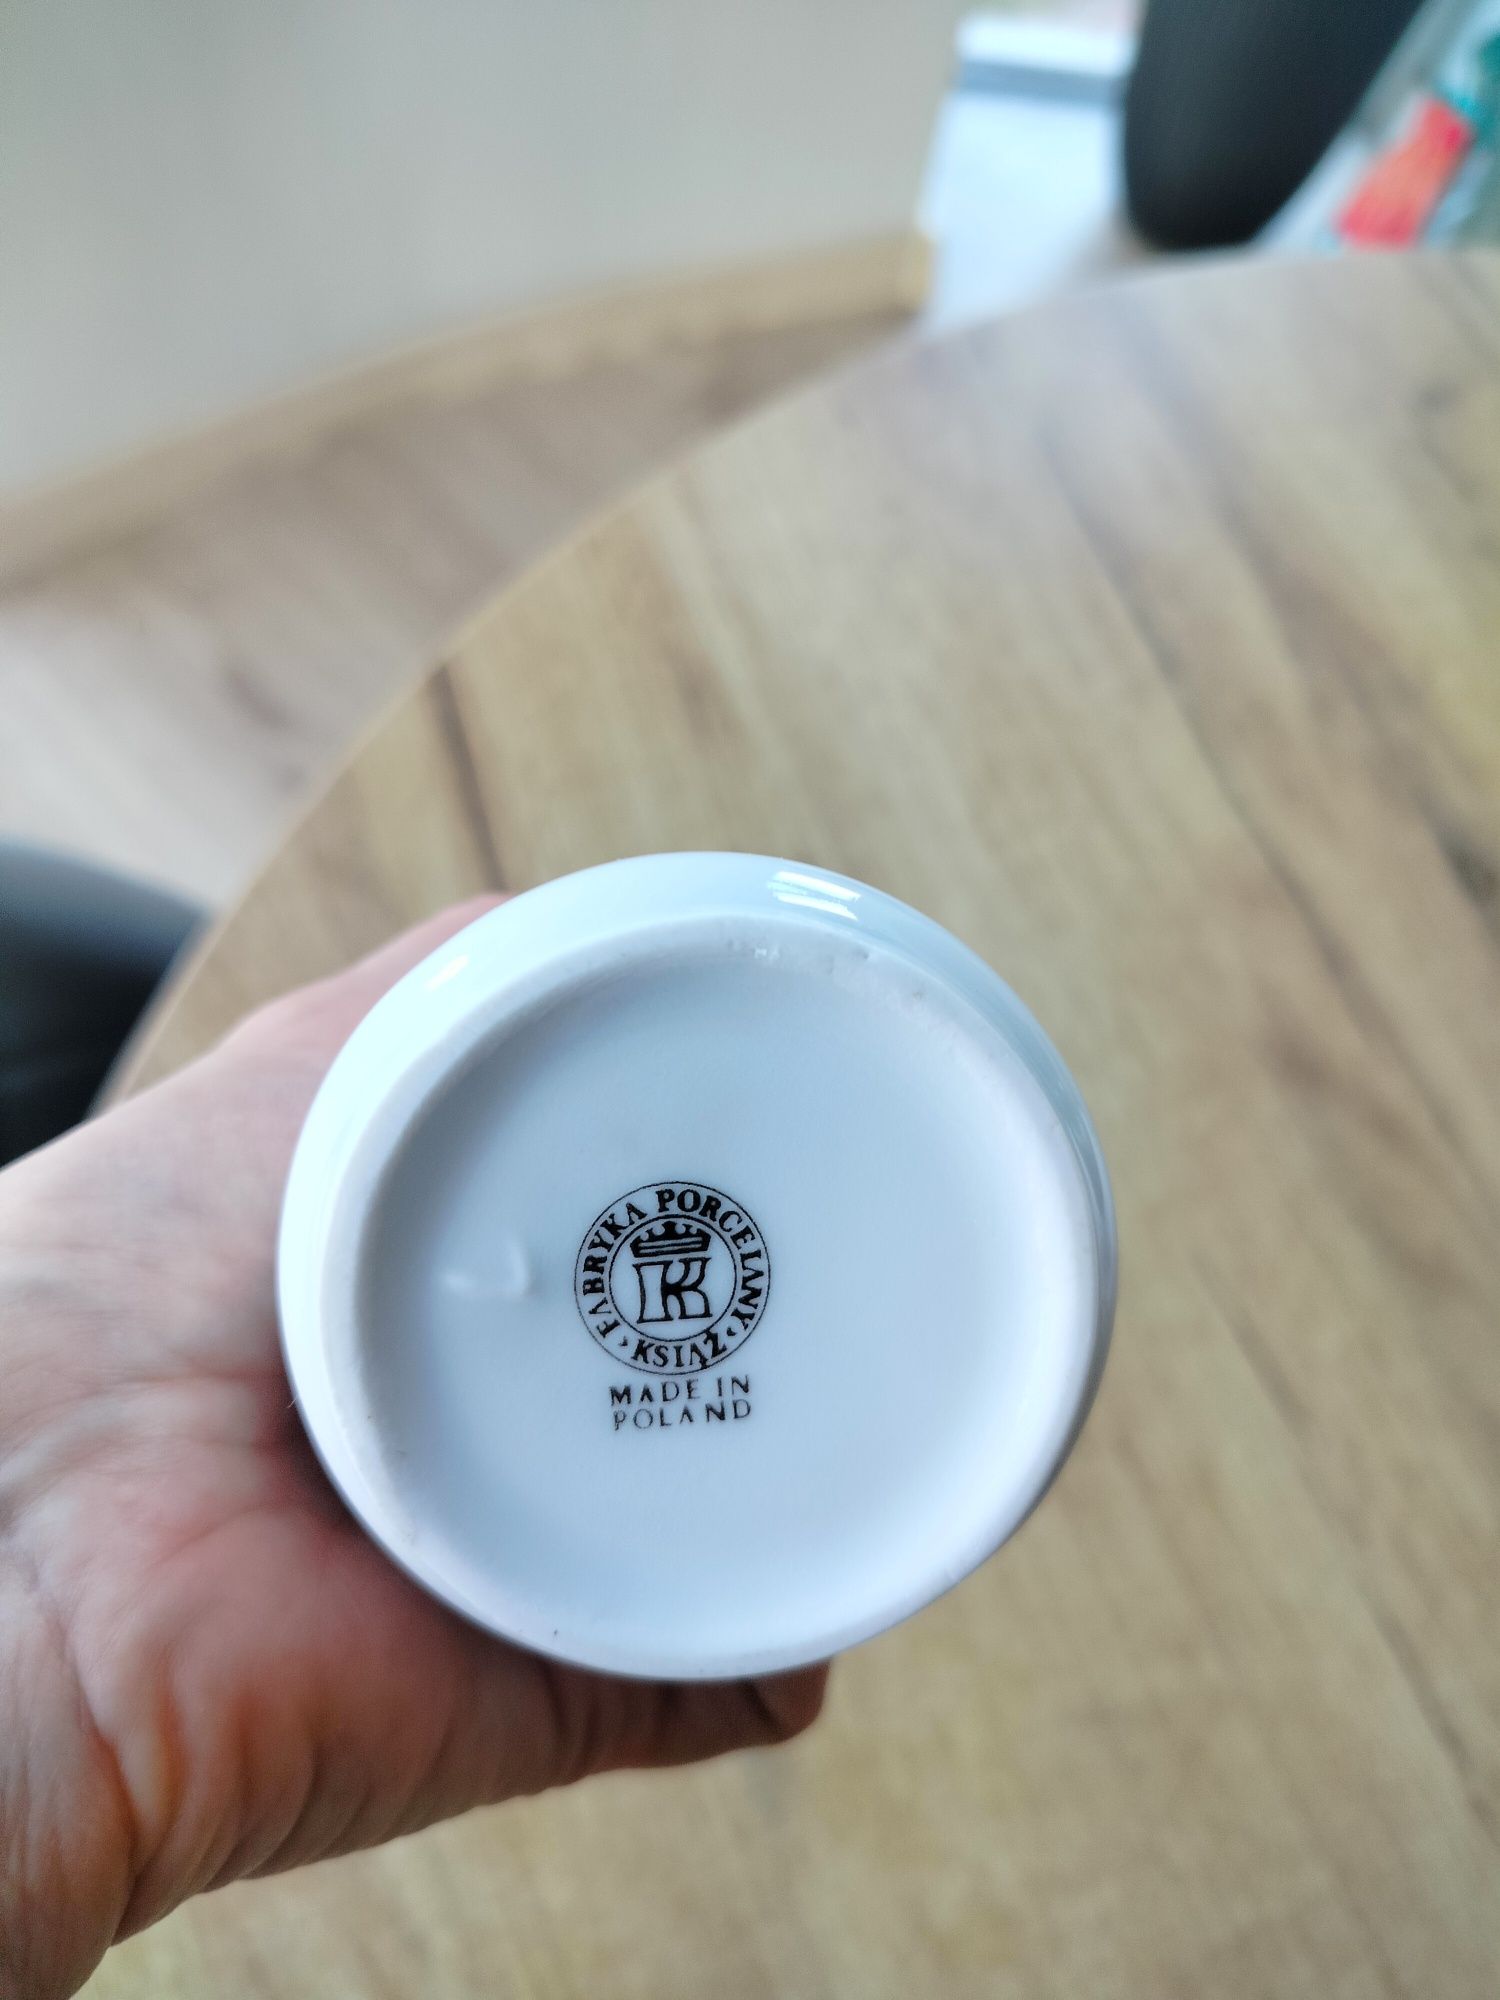 FABRYKA PORCELANY
K
KSIĄŻ
MADE IN
POLAND